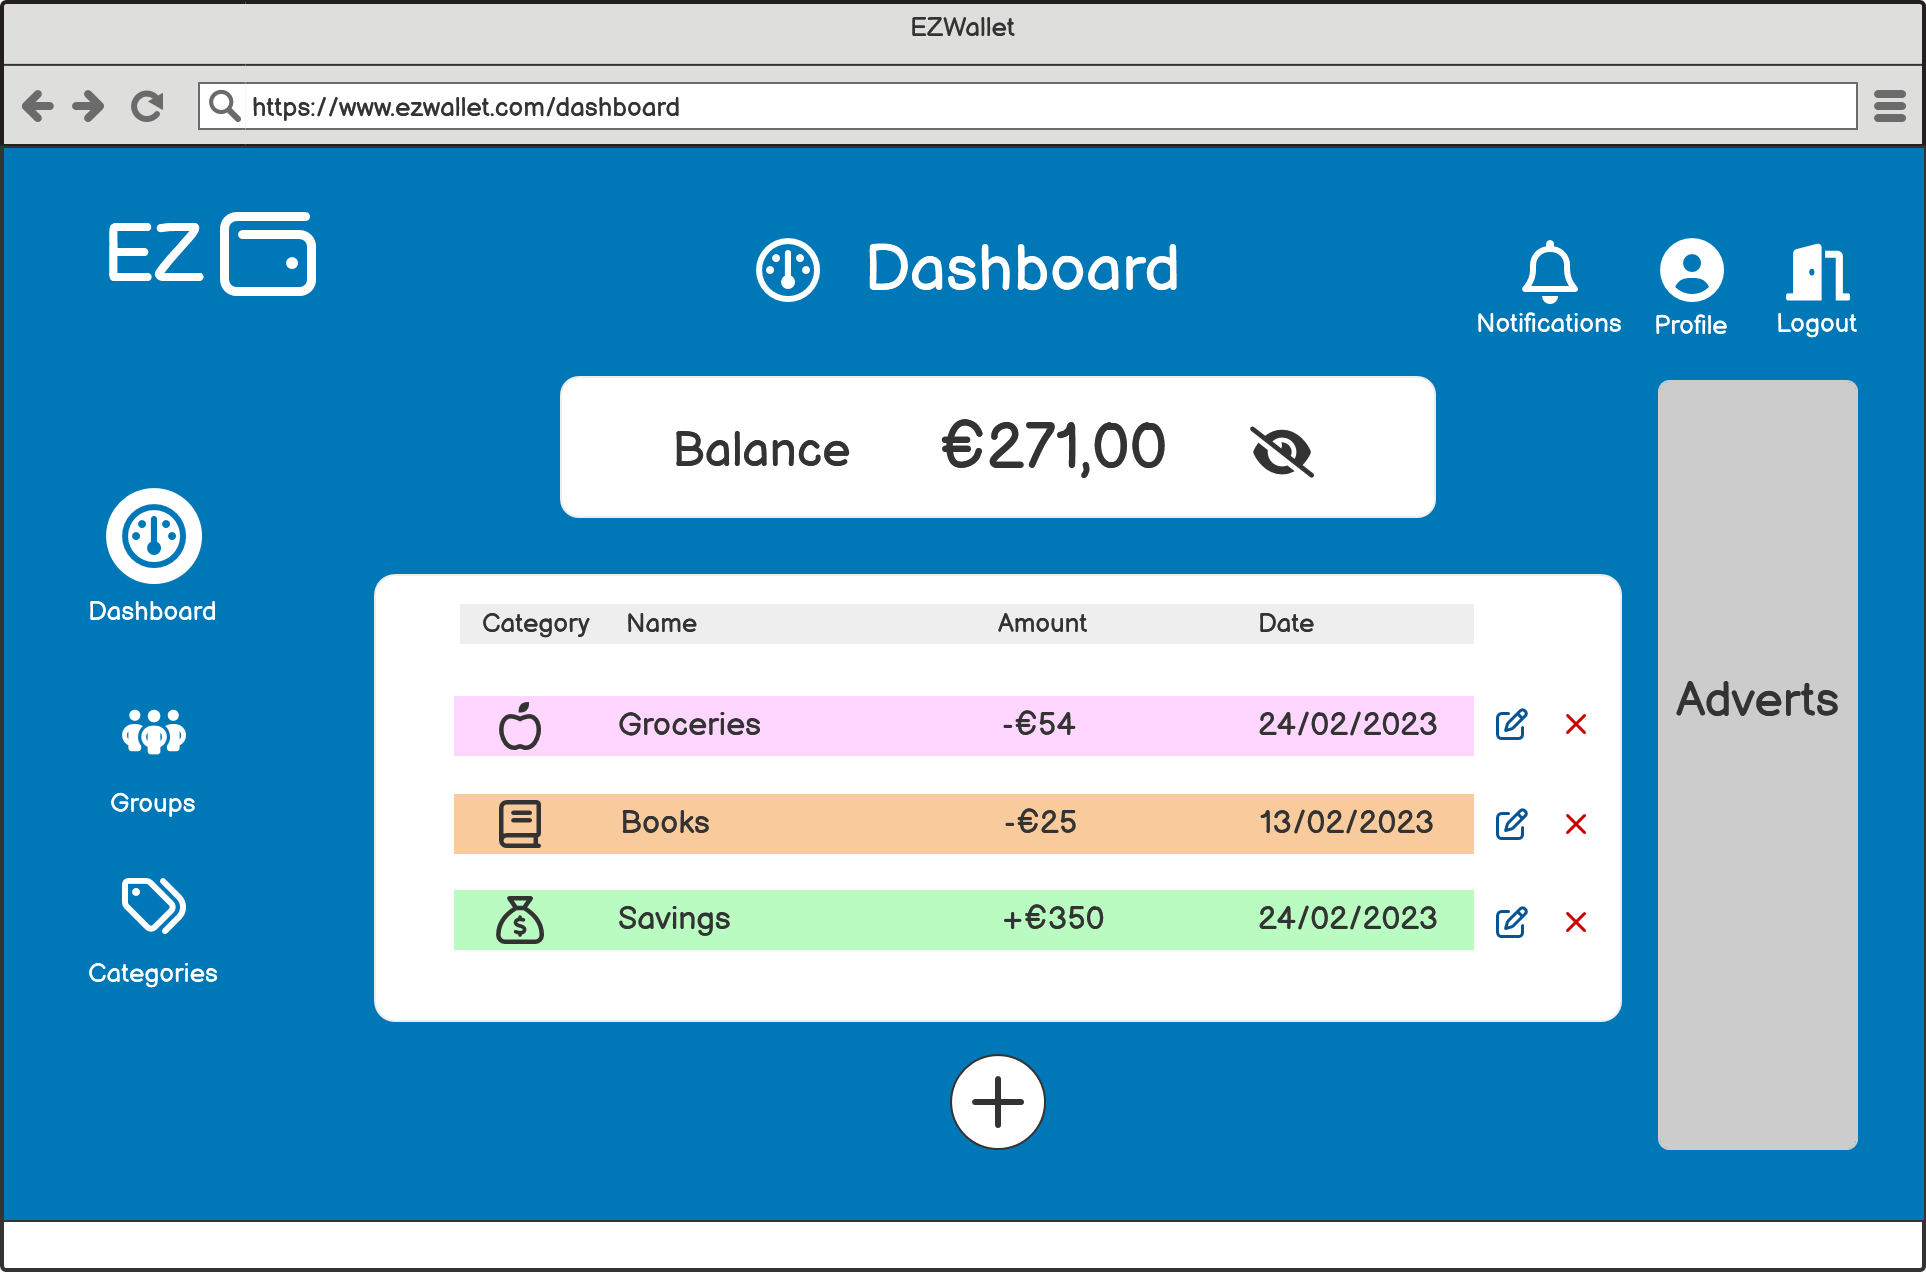 EZWallet
https://www.ezwallet.com/dashboard
EZ
Dashboard
Notifications
Profile
Logout
Balance €271,00
Dashboard
Groups
Categories
Category Name Amount Date
Groceries -€54 24/02/2023
Books -€25 13/02/2023
$ Savings +€350 24/02/2023
Adverts